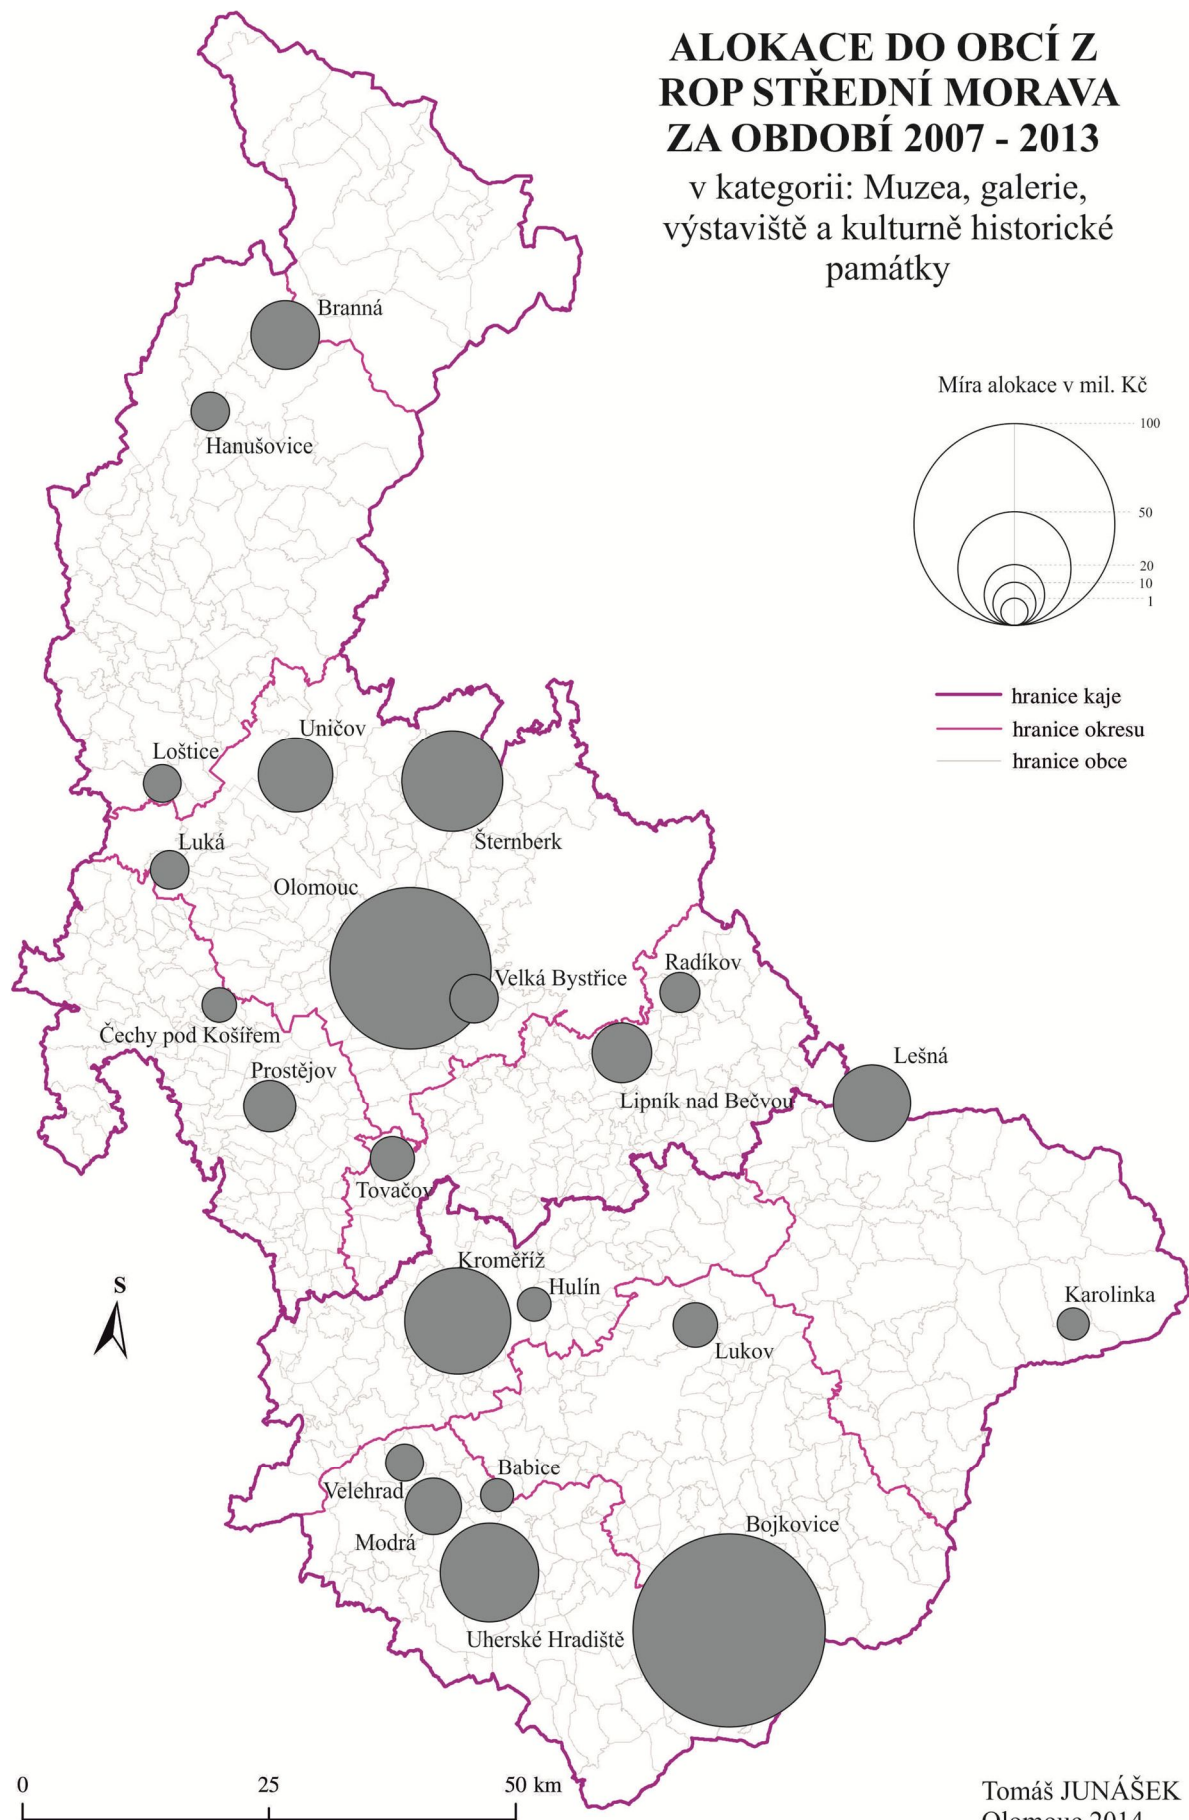 ALOKACE DO OBCÍ Z
ROP STŘEDNÍ MORAVA
ZA OBDOBÍ 2007 - 2013
v kategorii: Muzea, galerie,
výstaviště a kulturně historické
památky
Branná
Hanušovice
Míra alokace v mil. Kč
100
50
20
10
1
hranice kaje
hranice okresu
hranice obce
Uničov
Loštice
Šternberk
Luká
Olomouc
Radíkov
Velká Bystřice
Čechy pod Košířem
Lešná
Prostějov
Lipník nad Bečvou
Tovačov
Kroměříž
S
Hulín
Karolinka
Lukov
Babice
Velehrad
Bojkovice
Modrá
Uherské Hradiště
0
25
50 km
Tomáš JUNÁŠEK
Olomouc 2014